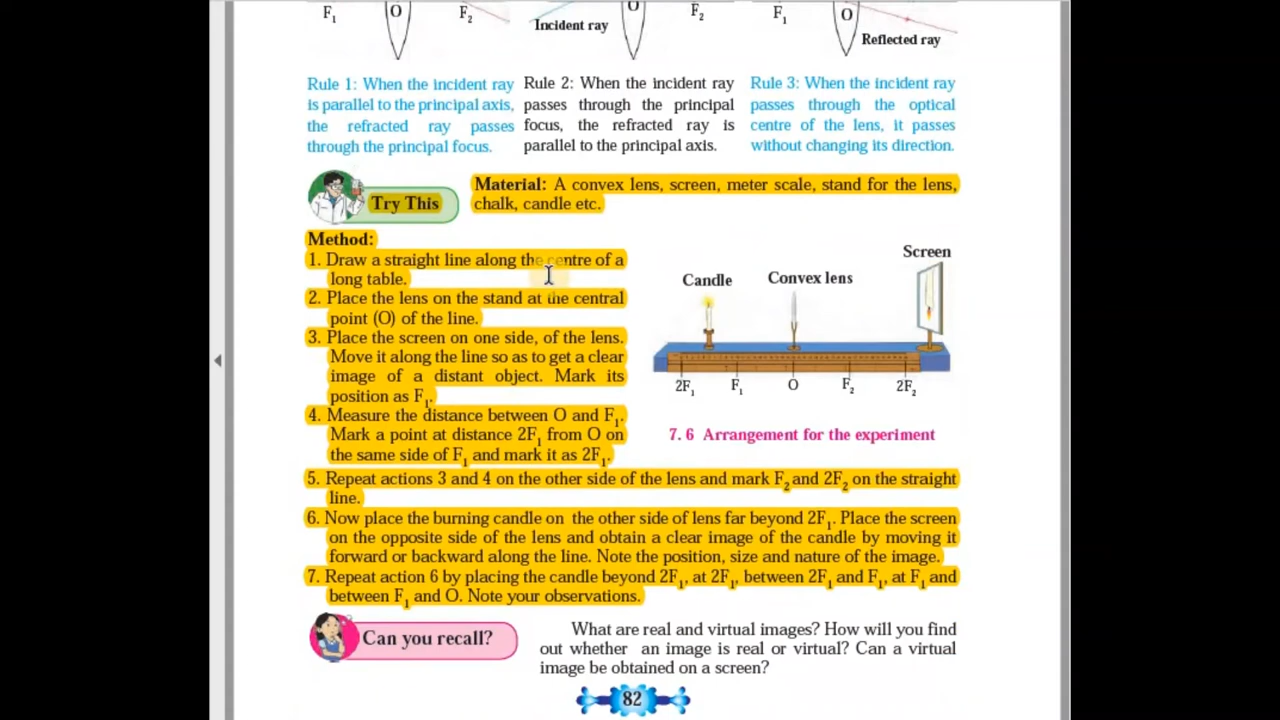 F₁ O F₂ Incident ray O F₂ F₁ O Reflected ray
Rule 1: When the incident ray
is parallel to the principal axis,
the refracted ray passes
through the principal focus.
Rule 2: When the incident ray
passes through the principal
focus, the refracted ray is
parallel to the principal axis.
Rule 3: When the incident ray
passes through the optical
centre of the lens, it passes
without changing its direction.
Try This
Material: A convex lens, screen, meter scale, stand for the lens,
chalk, candle etc.
Method:
1. Draw a straight line along the centre of a
long table.
2. Place the lens on the stand at the central
point (O) of the line.
3. Place the screen on one side, of the lens.
Move it along the line so as to get a clear
image of a distant object. Mark its
position as F₁.
4. Measure the distance between O and F₁.
Mark a point at distance 2F₁ from O on
the same side of F₁ and mark it as 2F₁.
Screen
Candle Convex lens
2F₁ F₁ O F₂ 2F₂
7. 6 Arrangement for the experiment
5. Repeat actions 3 and 4 on the other side of the lens and mark F₂ and 2F₂ on the straight
line.
6. Now place the burning candle on the other side of lens far beyond 2F₁. Place the screen
on the opposite side of the lens and obtain a clear image of the candle by moving it
forward or backward along the line. Note the position, size and nature of the image.
7. Repeat action 6 by placing the candle beyond 2F₁, at 2F₁, between 2F₁ and F₁, at F₁ and
between F₁ and O. Note your observations.
Can you recall?
What are real and virtual images? How will you find
out whether an image is real or virtual? Can a virtual
image be obtained on a screen?
82